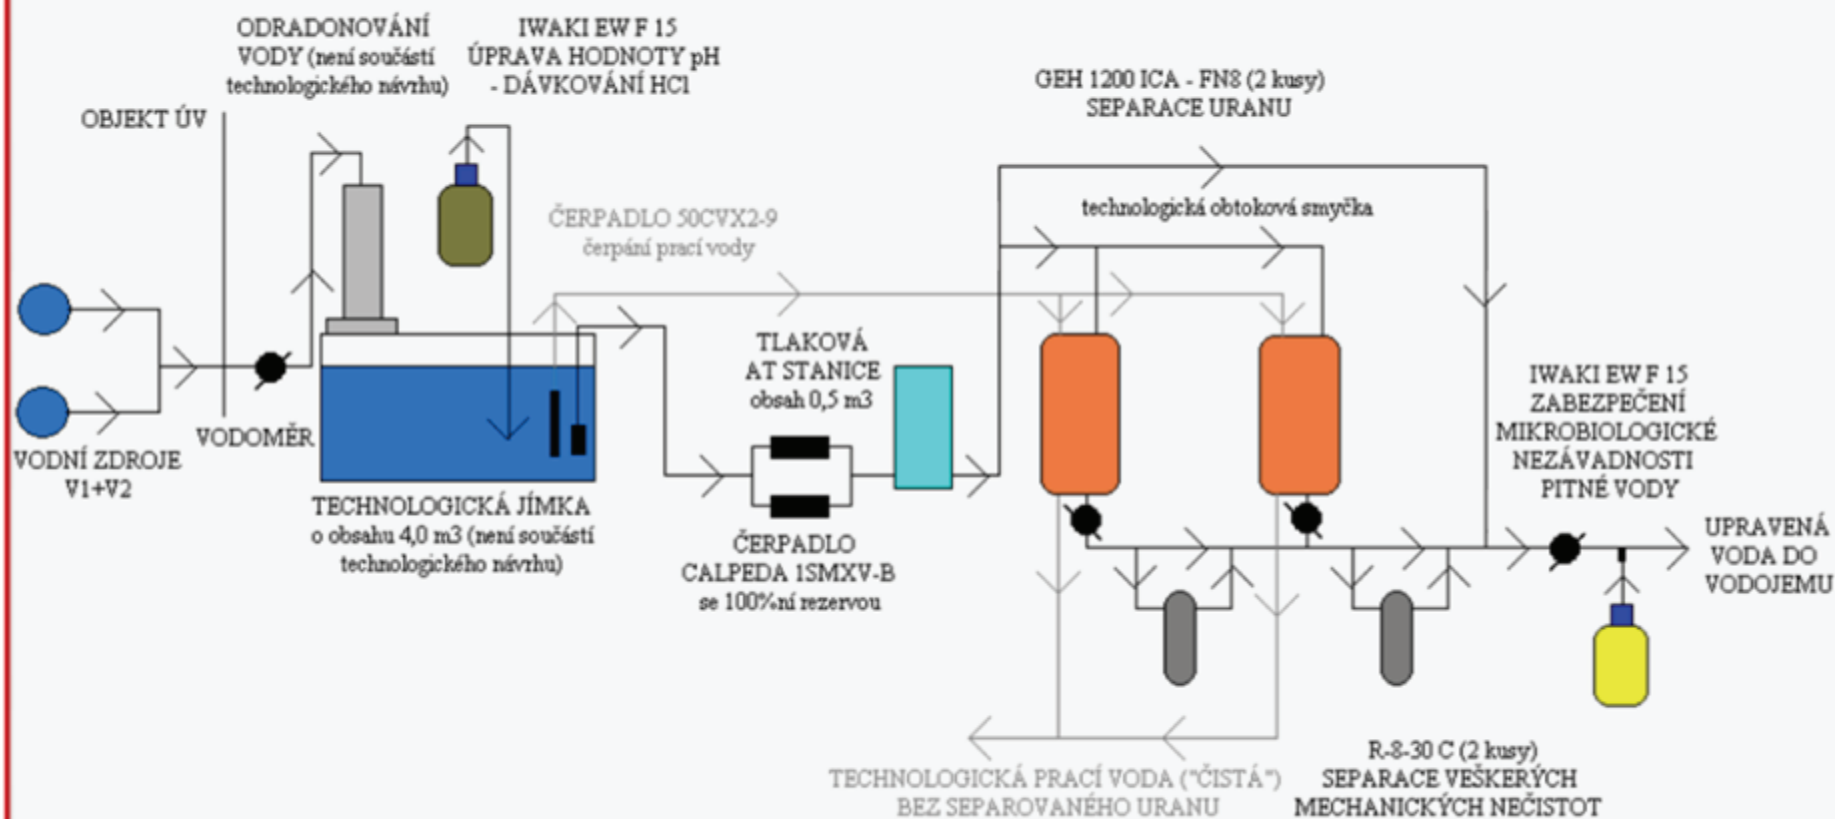 ODRADONOVÁNÍ
VODY (není součástí
technologického návrhu)
IWAKI EW F 15
ÚPRAVA HODNOTY pH
- DÁVKOVÁNÍ HCl
OBJEKT ÚV
GEH 1200 ICA - FN8 (2 kusy)
SEPARACE URANU
technologická obtoková smyčka
ČERPADLO 50CVX2-9
čerpání prací vody
TLAKOVÁ
AT STANICE
obsah 0,5 m3
VODOMĚR
VODNÍ ZDROJE
V1+V2
TECHNOLOGICKÁ JÍMKA
o obsahu 4,0 m3 (není součástí
technologického návrhu)
ČERPADLO
CALPEDA 1SMXV-B
se 100%ní rezervou
IWAKI EW F 15
ZABEZPEČENÍ
MIKROBIOLOGICKÉ
NEZÁVADNOSTI
PITNÉ VODY
UPRAVENÁ
VODA DO
VODOJEMU
TECHNOLOGICKÁ PRACÍ VODA ("ČISTÁ")
BEZ SEPAROVANÉHO URANU
R-8-30 C (2 kusy)
SEPARACE VEŠKERÝCH
MECHANICKÝCH NEČISTOT